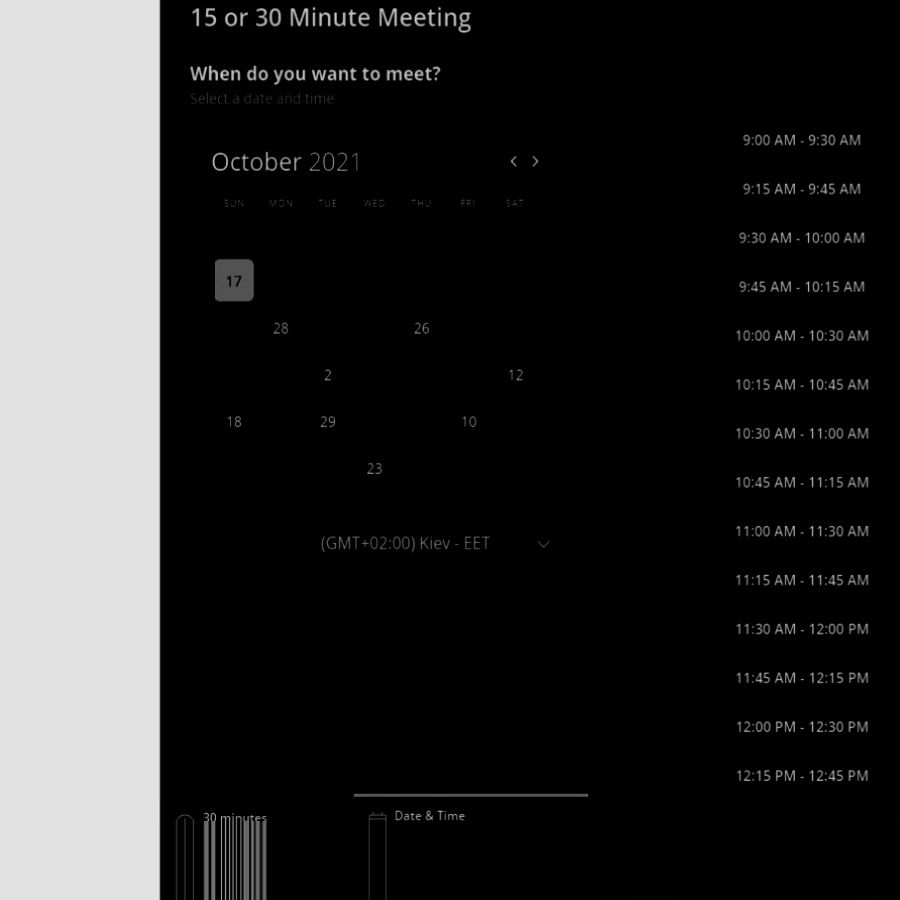 15 or 30 Minute Meeting
When do you want to meet?
Select a date and time
October 2021
SUN MON TUE WED THU FRI SAT
17
28 26
2 12
18 29 10
23
(GMT+02:00) Kiev - EET
9:00 AM - 9:30 AM
9:15 AM - 9:45 AM
9:30 AM - 10:00 AM
9:45 AM - 10:15 AM
10:00 AM - 10:30 AM
10:15 AM - 10:45 AM
10:30 AM - 11:00 AM
10:45 AM - 11:15 AM
11:00 AM - 11:30 AM
11:15 AM - 11:45 AM
11:30 AM - 12:00 PM
11:45 AM - 12:15 PM
12:00 PM - 12:30 PM
12:15 PM - 12:45 PM
30 minutes
Date & Time